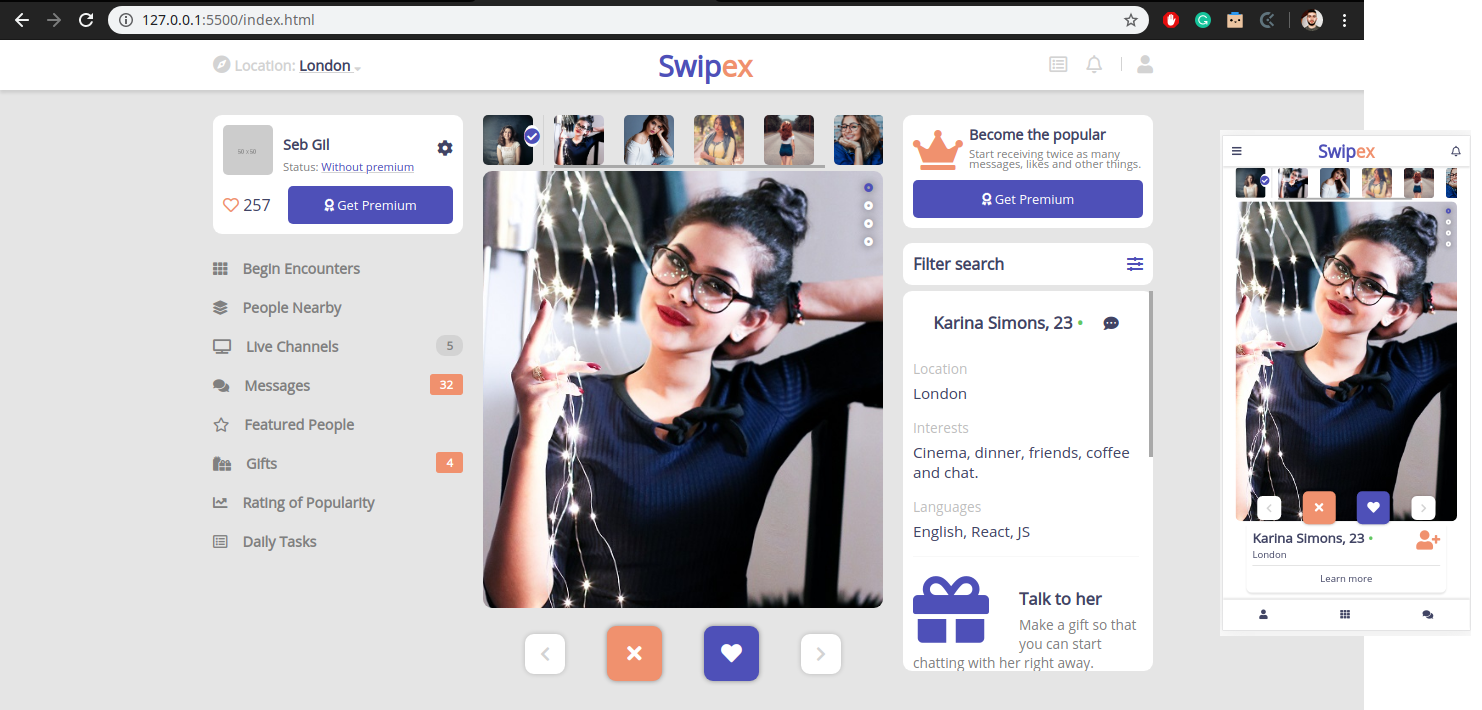 127.0.0.1:5500/index.html
Location: London
Swipex
50 x 50
Seb Gil
Status: Without premium
257
Get Premium
Begin Encounters
People Nearby
Live Channels 5
Messages 32
Featured People
Gifts 4
Rating of Popularity
Daily Tasks
Become the popular
Start receiving twice as many
messages, likes and other things.
Get Premium
Filter search
Karina Simons, 23 •
Location
London
Interests
Cinema, dinner, friends, coffee
and chat.
Languages
English, React, JS
Talk to her
Make a gift so that
you can start
chatting with her right away.
Swipex
Karina Simons, 23 •
London
Learn more